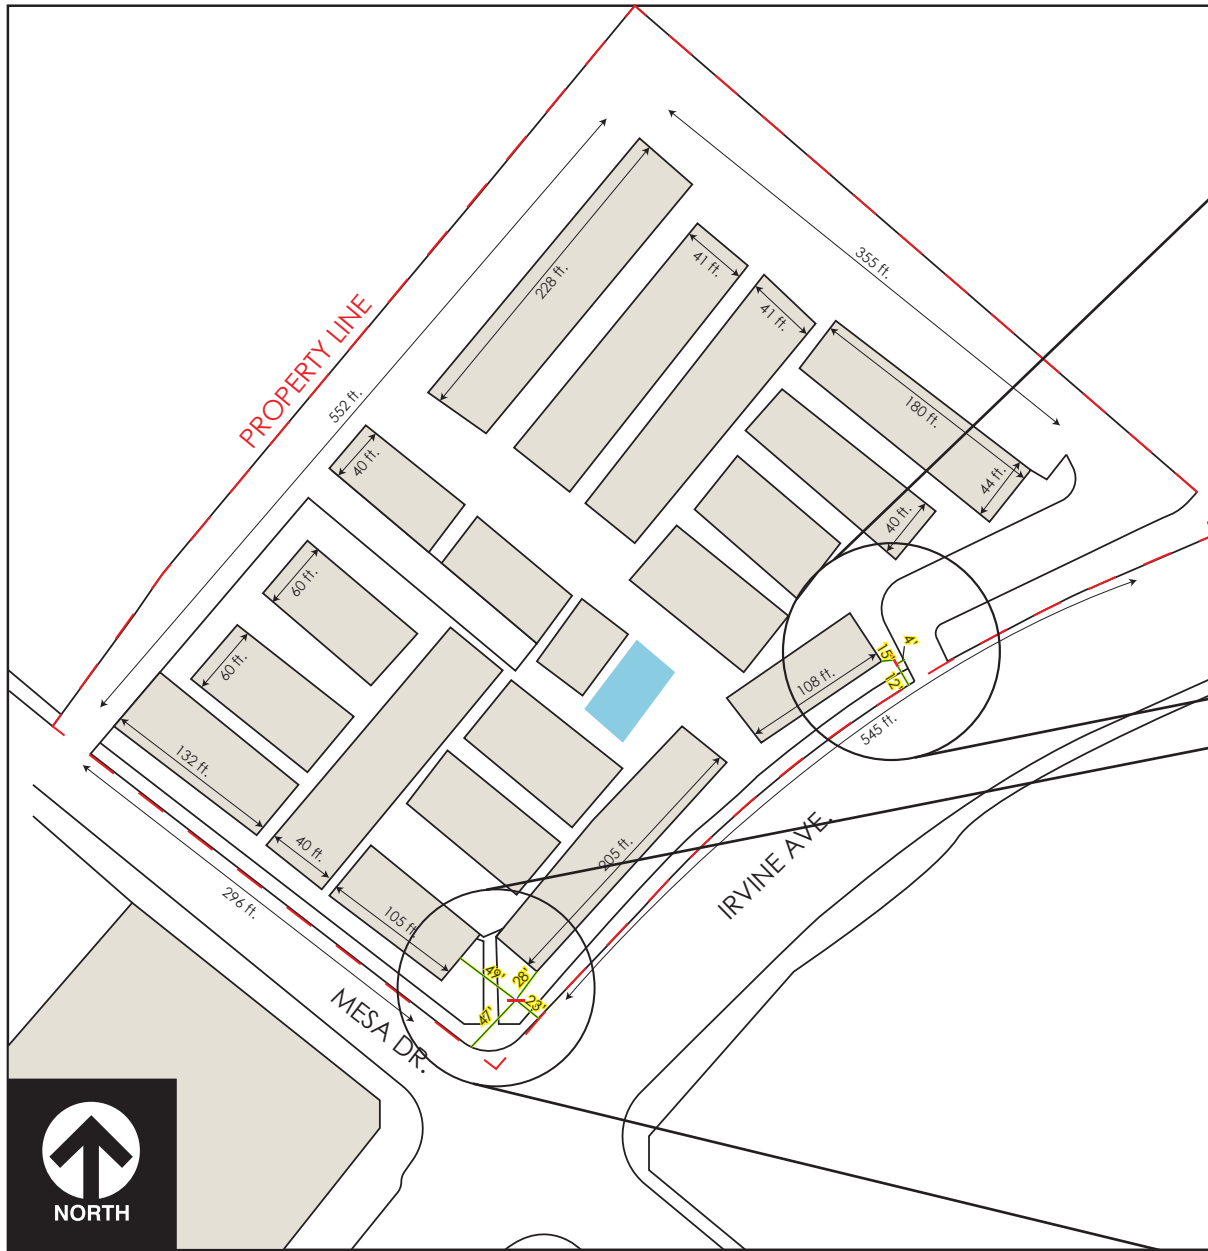 355 ft.
41 ft.
228 ft.
41 ft.
PROPERTY LINE
552 ft.
180 ft.
40 ft.
44 ft.
40 ft.
60 ft.
4'
15'
60 ft.
12'
108 ft.
545 ft.
132 ft.
40 ft.
205 ft.
IRVINE AVE.
296 ft.
105 ft.
49'
28'
23'
47'
MESA DR.
NORTH